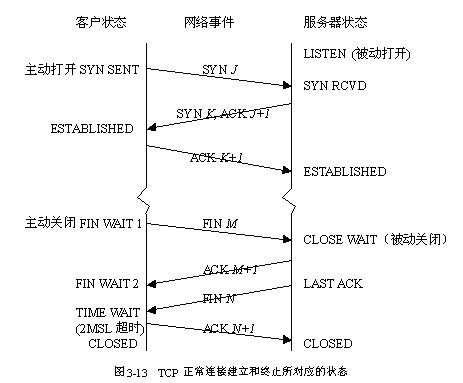 客户状态 网络事件 服务器状态
LISTEN (被动打开)
主动打开 SYN SENT SYN J
SYN RCVD
SYN K, ACK J+1
ESTABLISHED
ACK K+1
ESTABLISHED
主动关闭 FIN WAIT 1 FIN M
CLOSE WAIT（被动关闭）
ACK M+1
FIN WAIT 2 LAST ACK
FIN N
TIME WAIT
(2MSL 超时) ACK N+1
CLOSED CLOSED
图3-13 TCP 正常连接建立和终止所对应的状态